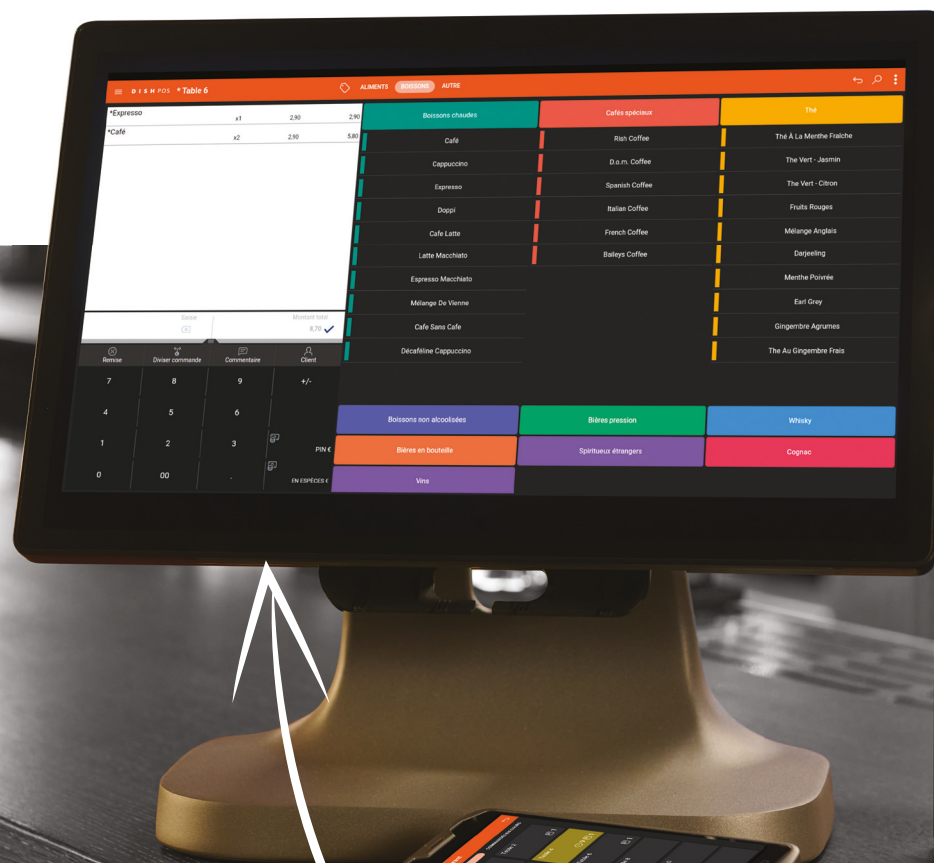 DISH POS * Table 6
ALIMENTS BOISSONS AUTRE
*Expresso x1 2,90 2,90
*Café x2 2,90 5,80
Saisie
Montant total
8,70
Remise
Diviser commande
Commentaire
Client
7 8 9 +/-
4 5 6
1 2 3 PIN €
0 00 . EN ESPÈCES €
Boissons chaudes
Café
Cappuccino
Expresso
Doppi
Cafe Latte
Latte Macchiato
Espresso Macchiato
Mélange De Vienne
Cafe Sans Cafe
Décaféline Cappuccino
Cafés spéciaux
Rish Coffee
D.o.m. Coffee
Spanish Coffee
Italian Coffee
French Coffee
Baileys Coffee
Thé
Thé À La Menthe Fraîche
The Vert - Jasmin
The Vert - Citron
Fruits Rouges
Mélange Anglais
Darjeeling
Menthe Poivrée
Earl Grey
Gingembre Agrumes
The Au Gingembre Frais
Boissons non alcoolisées
Bières pression
Whisky
Bières en bouteille
Spiritueux étrangers
Cognac
Vins